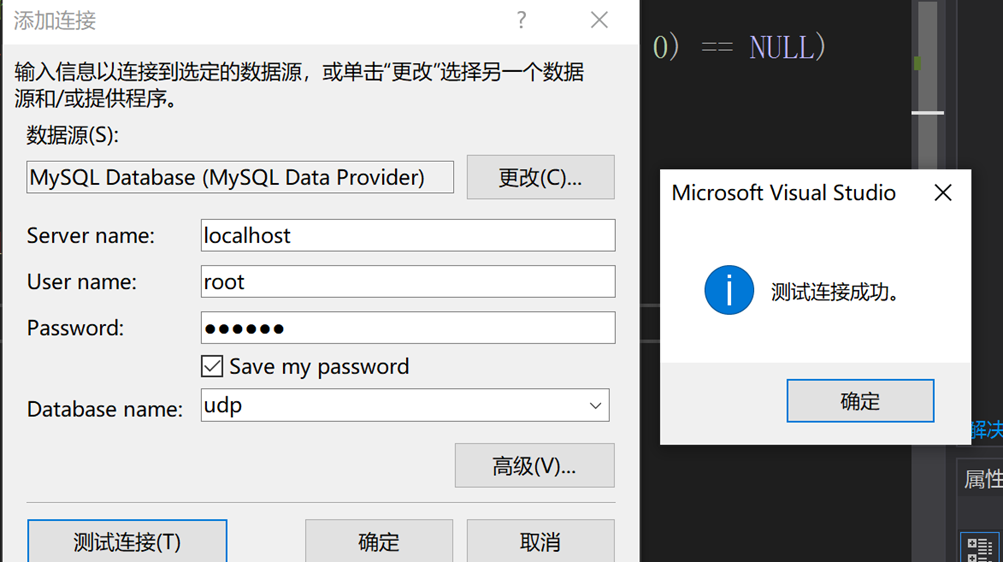 添加连接
?
0) == NULL)
输入信息以连接到选定的数据源，或单击“更改”选择另一个数据
源和/或提供程序。
数据源(S):
MySQL Database (MySQL Data Provider)
更改(C)...
Microsoft Visual Studio
Server name:
localhost
User name:
root
测试连接成功。
Password:
●●●●●●
Save my password
Database name:
udp
确定
解决
高级(V)...
属性
测试连接(T)
确定
取消